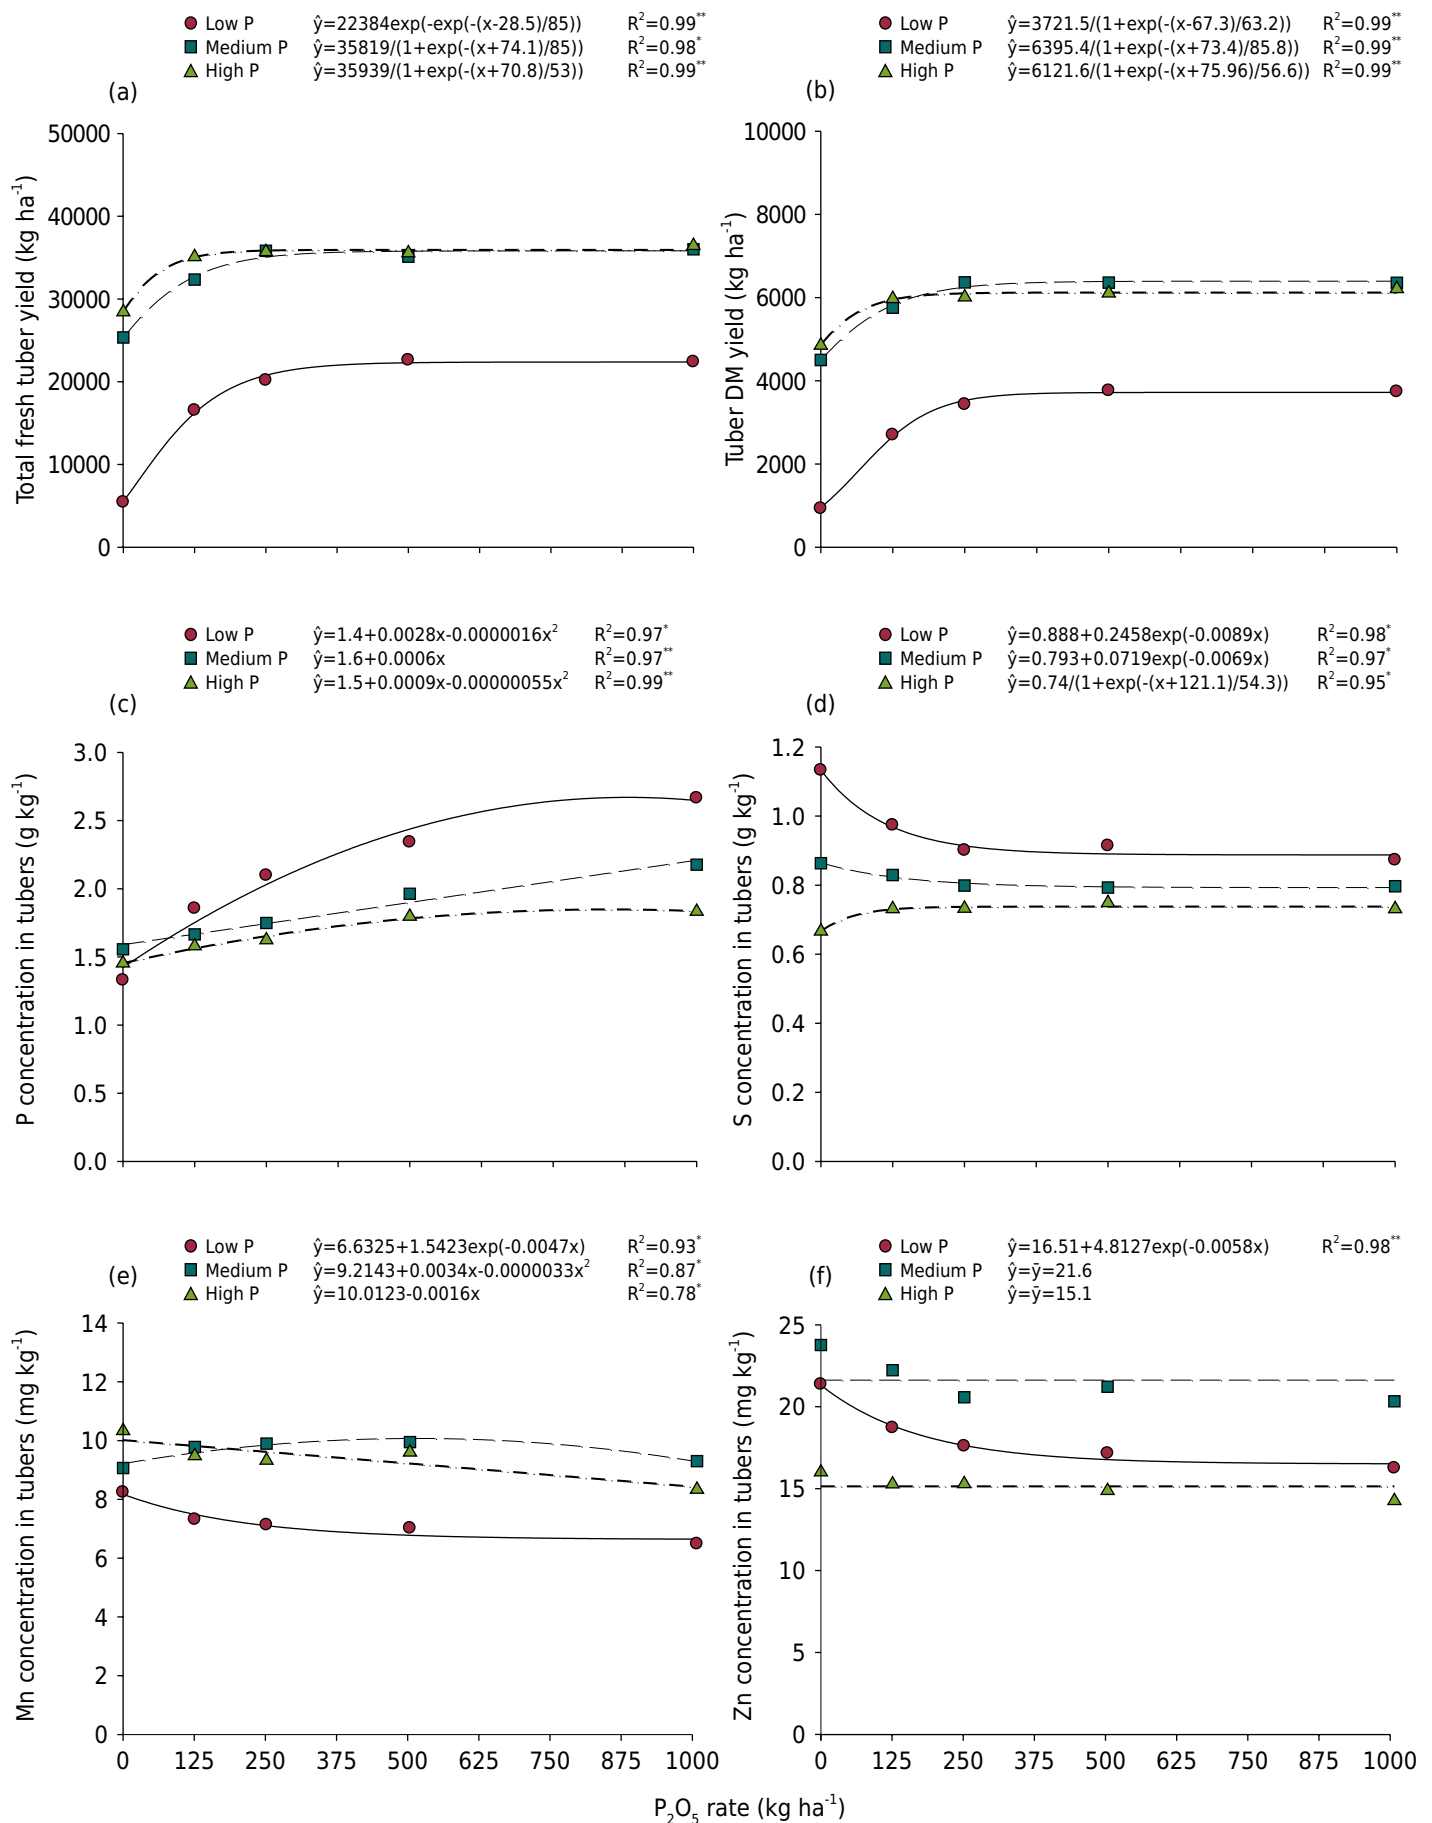 Low P ŷ=22384exp(-exp(-(x-28.5)/85)) R²=0.99**
Medium P ŷ=35819/(1+exp(-(x+74.1)/85)) R²=0.98*
High P ŷ=35939/(1+exp(-(x+70.8)/53)) R²=0.99**
(a)
50000
40000
30000
20000
10000
0
Total fresh tuber yield (kg ha⁻¹)
Low P ŷ=3721.5/(1+exp(-(x-67.3)/63.2)) R²=0.99**
Medium P ŷ=6395.4/(1+exp(-(x+73.4)/85.8)) R²=0.99**
High P ŷ=6121.6/(1+exp(-(x+75.96)/56.6)) R²=0.99**
(b)
10000
8000
6000
4000
2000
0
Tuber DM yield (kg ha⁻¹)
Low P ŷ=1.4+0.0028x-0.0000016x² R²=0.97*
Medium P ŷ=1.6+0.0006x R²=0.97**
High P ŷ=1.5+0.0009x-0.00000055x² R²=0.99**
(c)
3.0
2.5
2.0
1.5
1.0
0.5
0.0
P concentration in tubers (g kg⁻¹)
Low P ŷ=0.888+0.2458exp(-0.0089x) R²=0.98*
Medium P ŷ=0.793+0.0719exp(-0.0069x) R²=0.97*
High P ŷ=0.74/(1+exp(-(x+121.1)/54.3)) R²=0.95*
(d)
1.2
1.0
0.8
0.6
0.4
0.2
0.0
S concentration in tubers (g kg⁻¹)
Low P ŷ=6.6325+1.5423exp(-0.0047x) R²=0.93*
Medium P ŷ=9.2143+0.0034x-0.0000033x² R²=0.87*
High P ŷ=10.0123-0.0016x R²=0.78*
(e)
14
12
10
8
6
4
2
0
Mn concentration in tubers (mg kg⁻¹)
0 125 250 375 500 625 750 875 1000
Low P ŷ=16.51+4.8127exp(-0.0058x) R²=0.98**
Medium P ŷ=ȳ=21.6
High P ŷ=ȳ=15.1
(f)
25
20
15
10
5
0
Zn concentration in tubers (mg kg⁻¹)
0 125 250 375 500 625 750 875 1000
P₂O₅ rate (kg ha⁻¹)